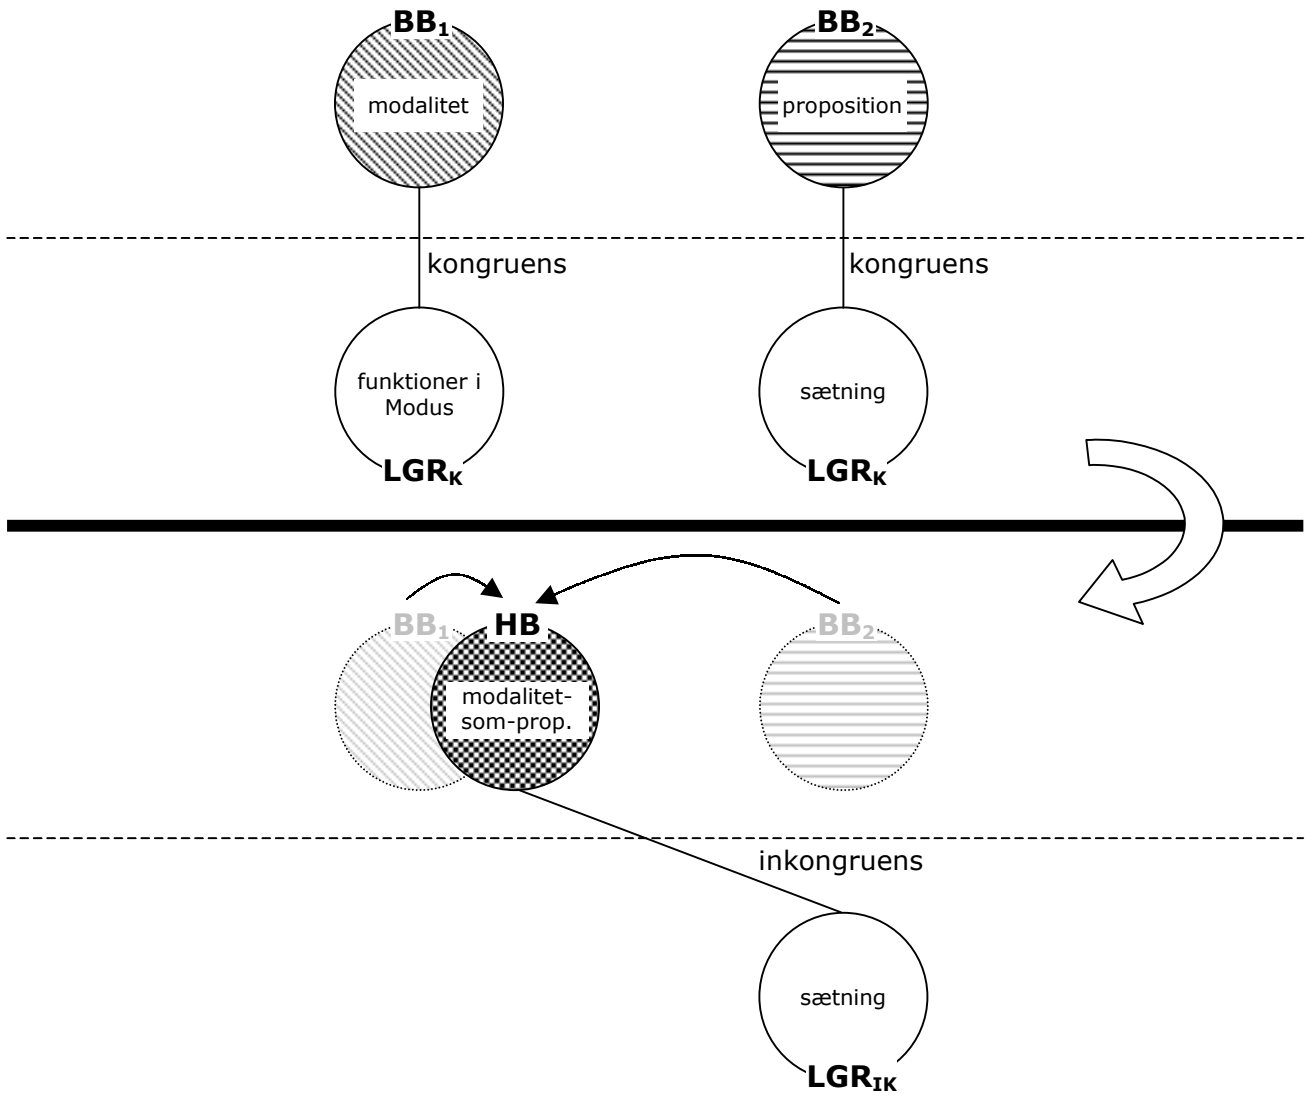 BB₁
BB₂
modalitet
proposition
kongruens
kongruens
funktioner i
Modus
sætning
LGRK
LGRK
BB₁
HB
BB₂
modalitet-
som-prop.
inkongruens
sætning
LGRIK